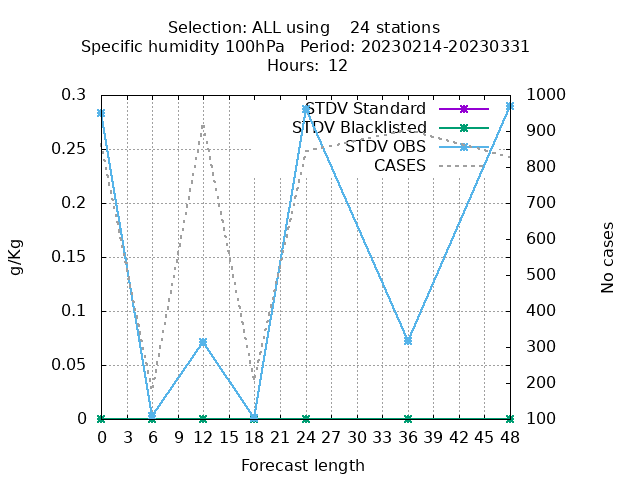 Selection: ALL using    24 stations
Specific humidity 100hPa   Period: 20230214-20230331
Hours: 12
0.3
0.25
0.2
0.15
0.1
0.05
0
g/Kg
STDV Standard
STDV Blacklisted
STDV OBS
CASES
1000
900
800
700
600
500
400
300
200
100
No cases
0 3 6 9 12 15 18 21 24 27 30 33 36 39 42 45 48
Forecast length